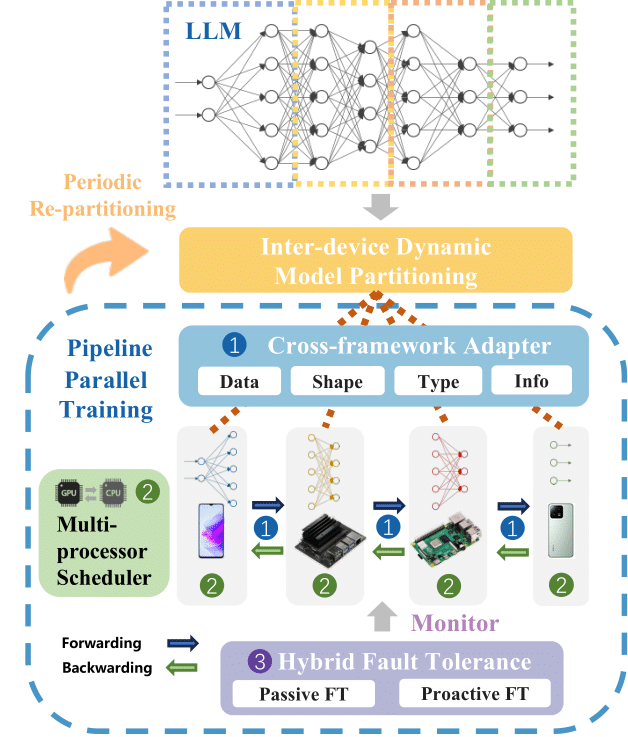 LLM
Periodic
Re-partitioning
Inter-device Dynamic
Model Partitioning
Pipeline
Parallel
Training
1 Cross-framework Adapter
Data Shape Type Info
GPU CPU 2
Multi-
processor
Scheduler
1 1 1
2 2 2 2
Monitor
Forwarding
Backwarding
3 Hybrid Fault Tolerance
Passive FT Proactive FT